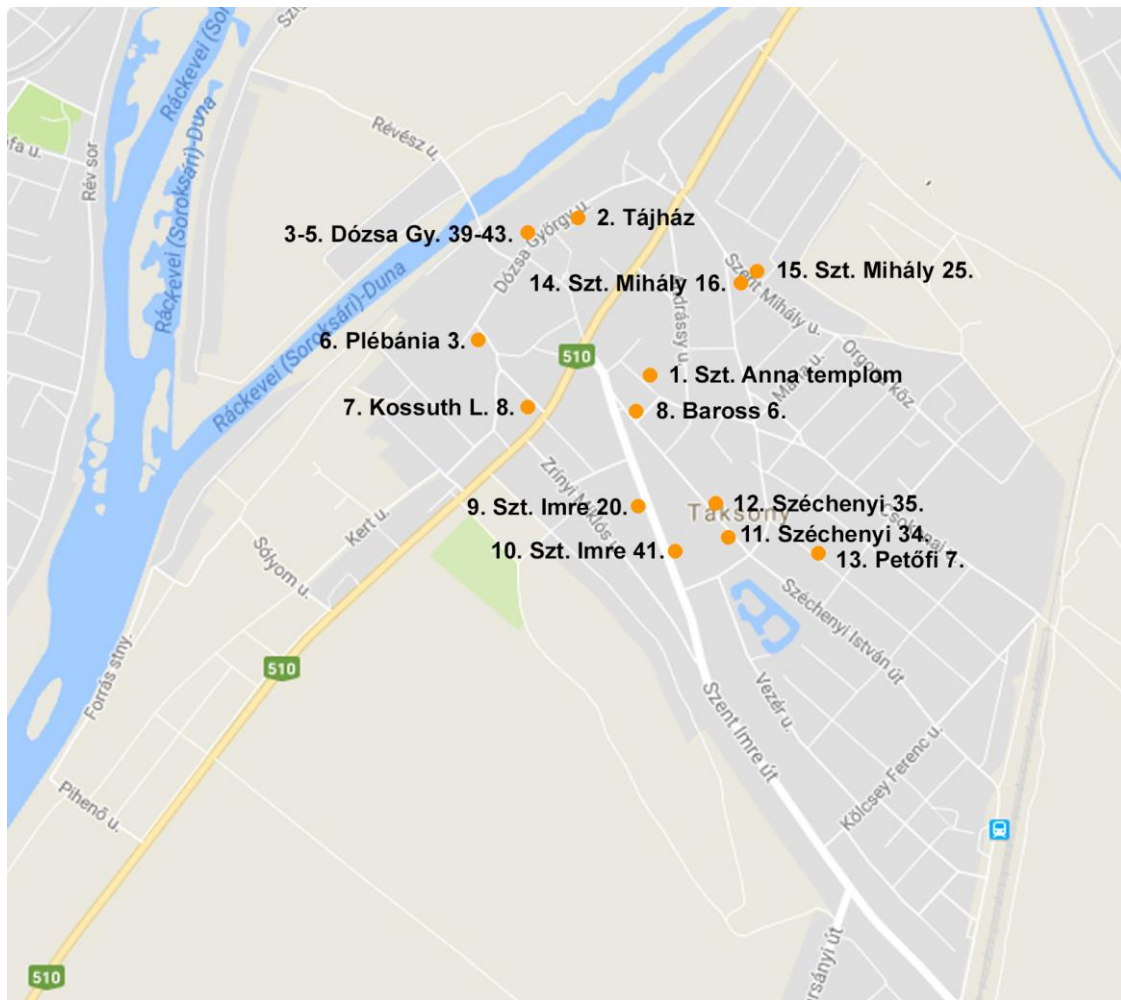 Ráckevei (Soroksári)-Duna
Rév sor
Révész u.
Ráckevei (Soroksári)-Duna
Dózsa György u.
2. Tájház
3-5. Dózsa Gy. 39-43.
Szent Mihály u.
15. Szt. Mihály 25.
14. Szt. Mihály 16.
6. Plébánia 3.
510
1. Szt. Anna templom
Mária u.
Orgona köz
7. Kossuth L. 8.
8. Baross 6.
Ráckevei (Soroksári)-Duna
Zrínyi Miklós u.
9. Szt. Imre 20.
12. Széchenyi 35.
Taksony
11. Széchenyi 34.
10. Szt. Imre 41.
13. Petőfi 7.
Kert u.
Sólyom u.
Széchenyi István út
510
Forrás stny.
Vezér u.
Szent Imre út
Kölcsey Ferenc u.
Pihenő u.
510